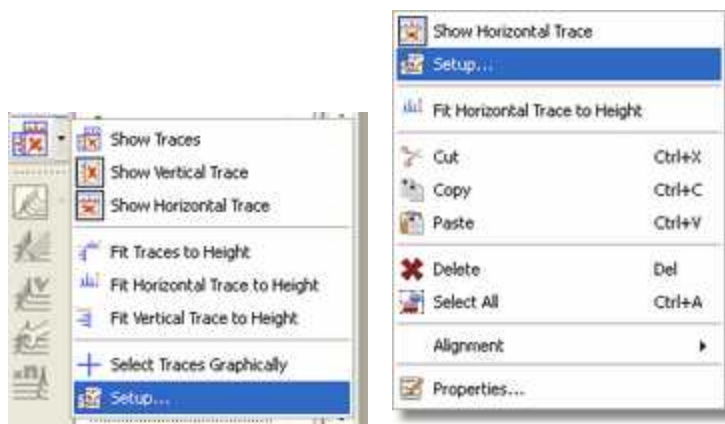 Show Traces
Show Vertical Trace
Show Horizontal Trace
Fit Traces to Height
Fit Horizontal Trace to Height
Fit Vertical Trace to Height
Select Traces Graphically
Setup...
Show Horizontal Trace
Setup...
Fit Horizontal Trace to Height
Cut Ctrl+X
Copy Ctrl+C
Paste Ctrl+V
Delete Del
Select All Ctrl+A
Alignment
Properties...